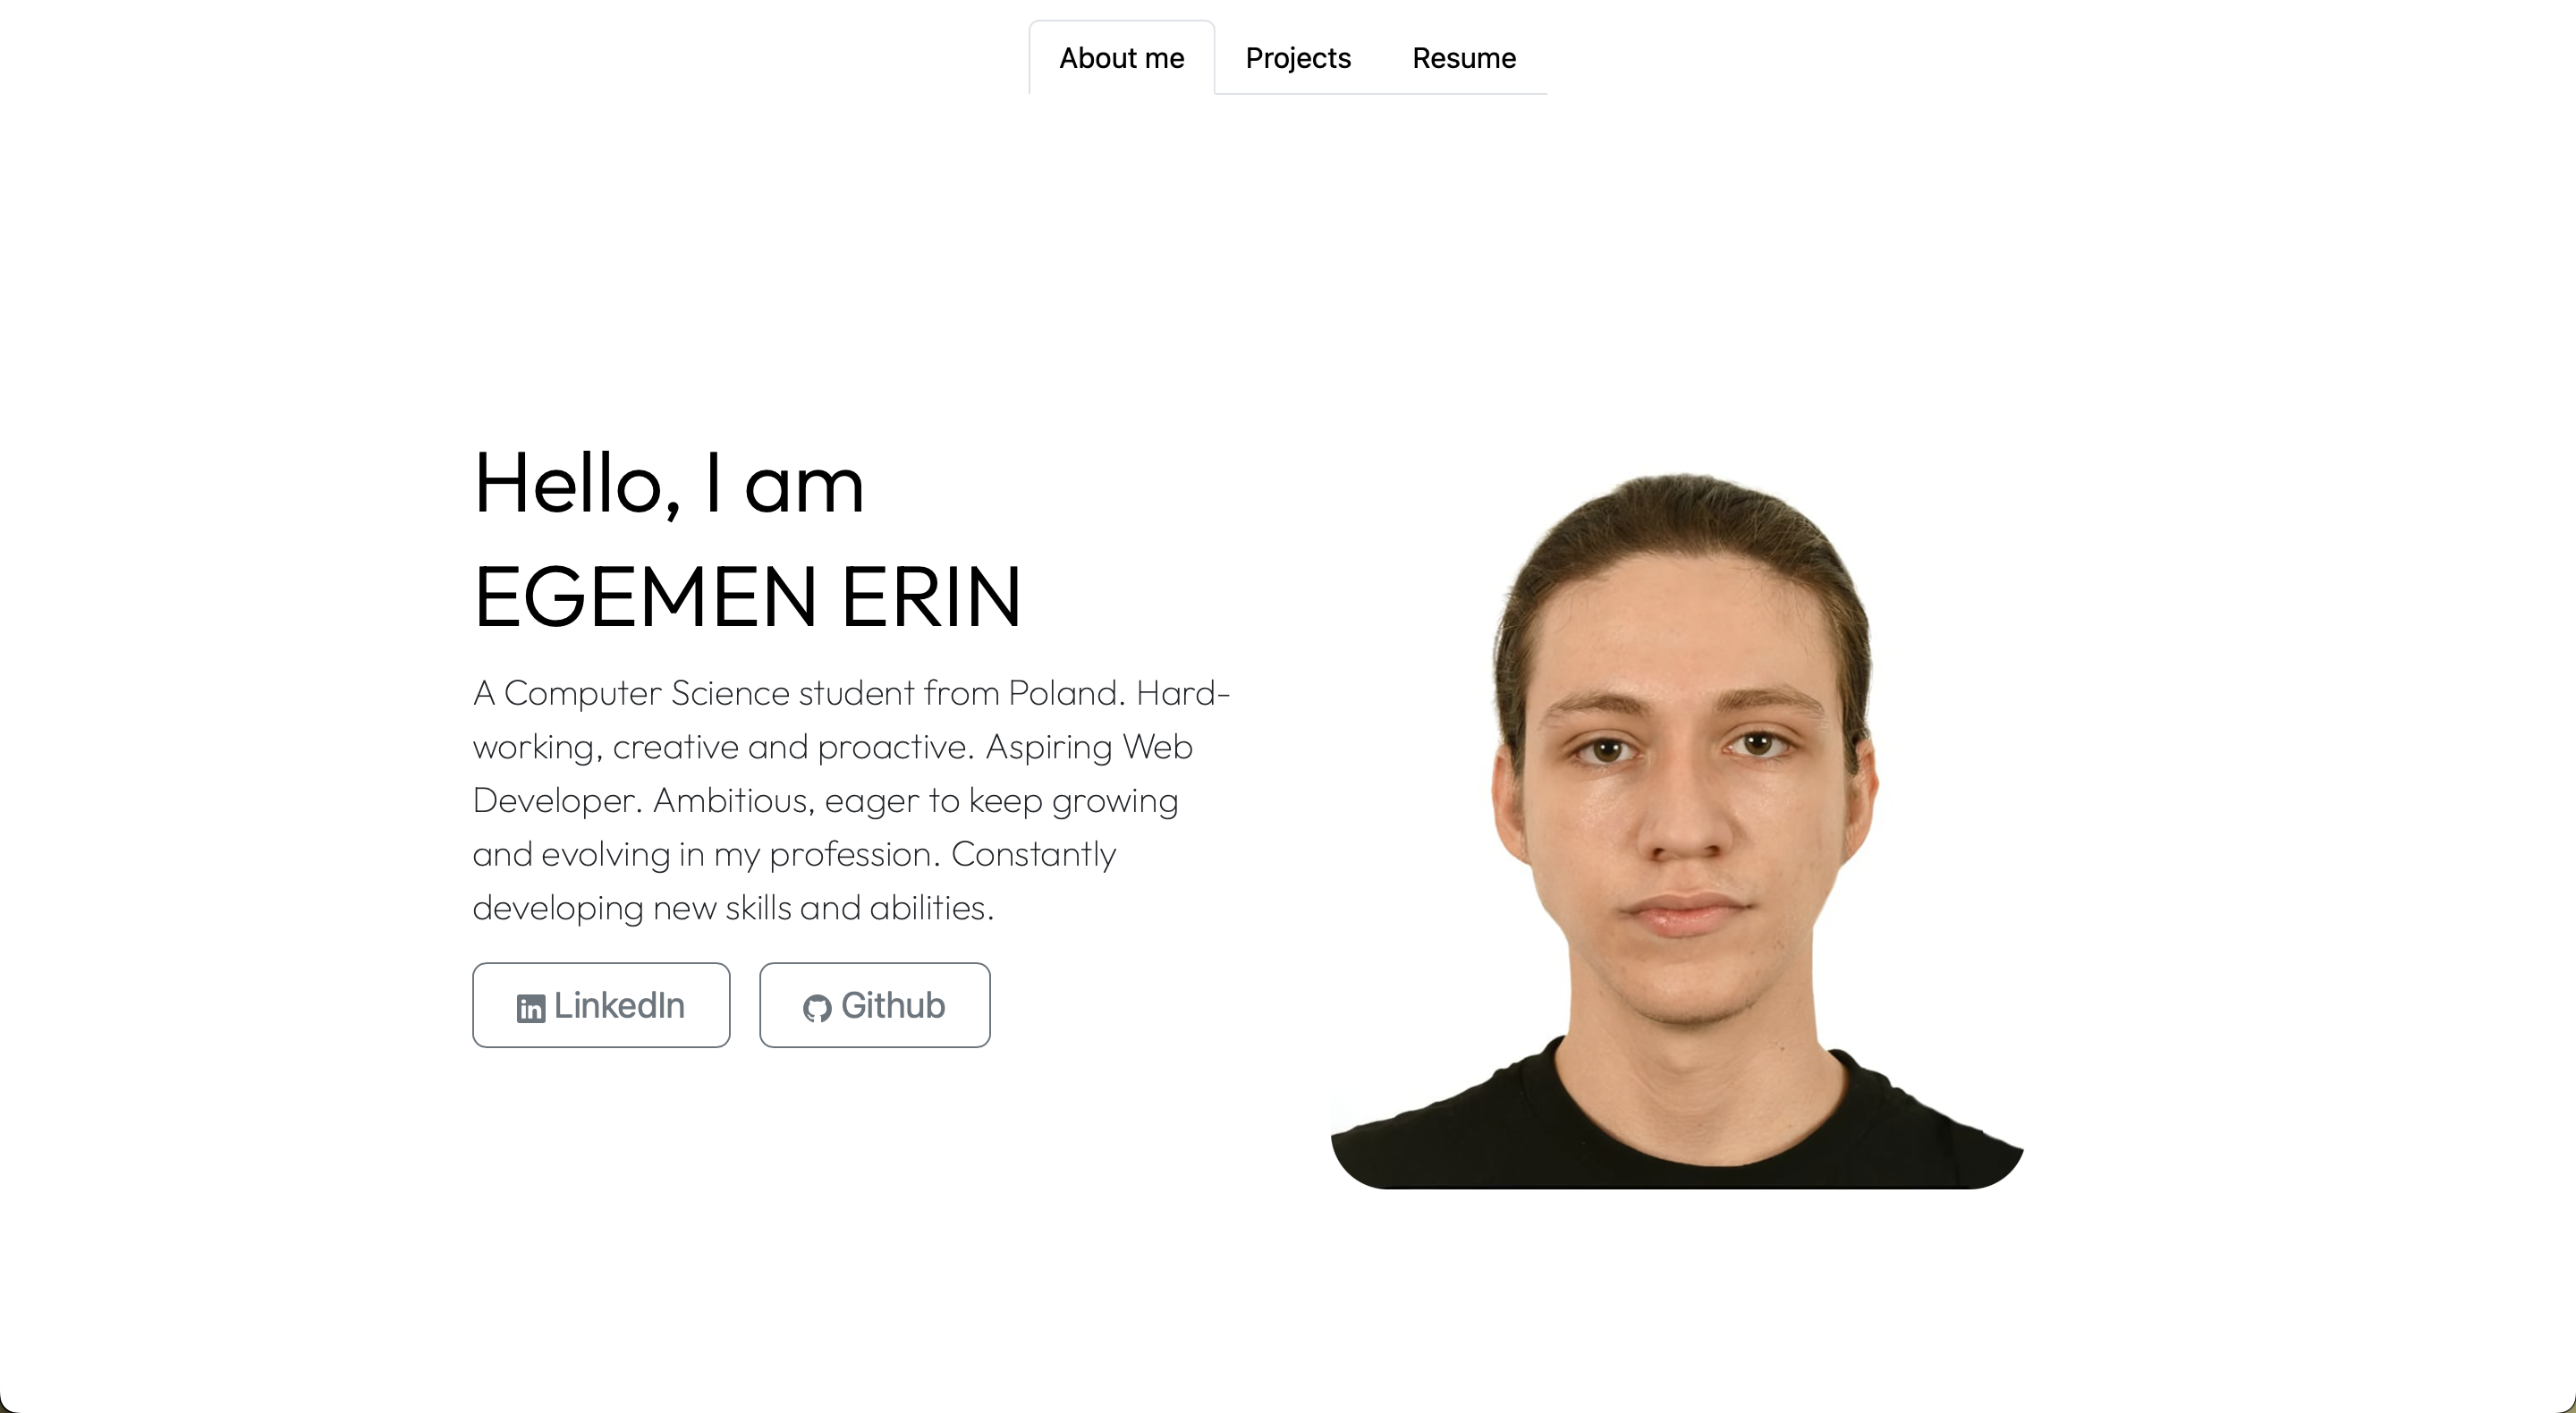 About me
Projects
Resume
Hello, I am
EGEMEN ERIN
A Computer Science student from Poland. Hard-
working, creative and proactive. Aspiring Web
Developer. Ambitious, eager to keep growing
and evolving in my profession. Constantly
developing new skills and abilities.
in LinkedIn
Github